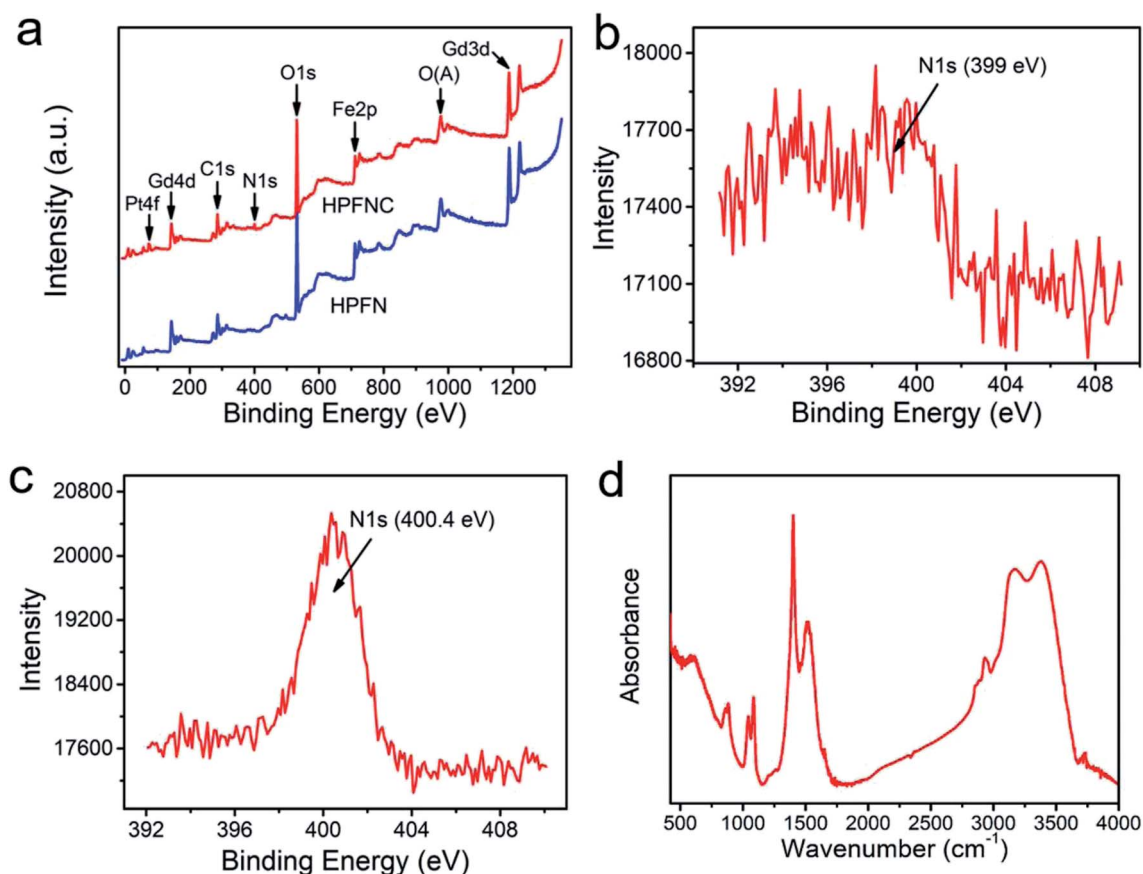 a
Intensity (a.u.)
Pt4f
Gd4d
C1s
N1s
O1s
Fe2p
O(A)
Gd3d
HPFNC
HPFN
0 200 400 600 800 1000 1200
Binding Energy (eV)
b
Intensity
18000
17700
17400
17100
16800
N1s (399 eV)
392 396 400 404 408
Binding Energy (eV)
c
Intensity
20800
20000
19200
18400
17600
N1s (400.4 eV)
392 396 400 404 408
Binding Energy (eV)
d
Absorbance
500 1000 1500 2000 2500 3000 3500 4000
Wavenumber (cm⁻¹)